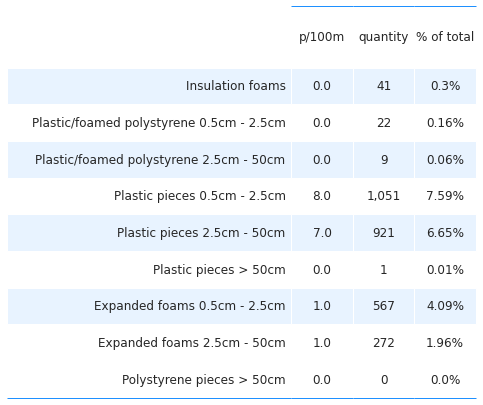 p/100m quantity % of total
Insulation foams 0.0 41 0.3%
Plastic/foamed polystyrene 0.5cm - 2.5cm 0.0 22 0.16%
Plastic/foamed polystyrene 2.5cm - 50cm 0.0 9 0.06%
Plastic pieces 0.5cm - 2.5cm 8.0 1,051 7.59%
Plastic pieces 2.5cm - 50cm 7.0 921 6.65%
Plastic pieces > 50cm 0.0 1 0.01%
Expanded foams 0.5cm - 2.5cm 1.0 567 4.09%
Expanded foams 2.5cm - 50cm 1.0 272 1.96%
Polystyrene pieces > 50cm 0.0 0 0.0%